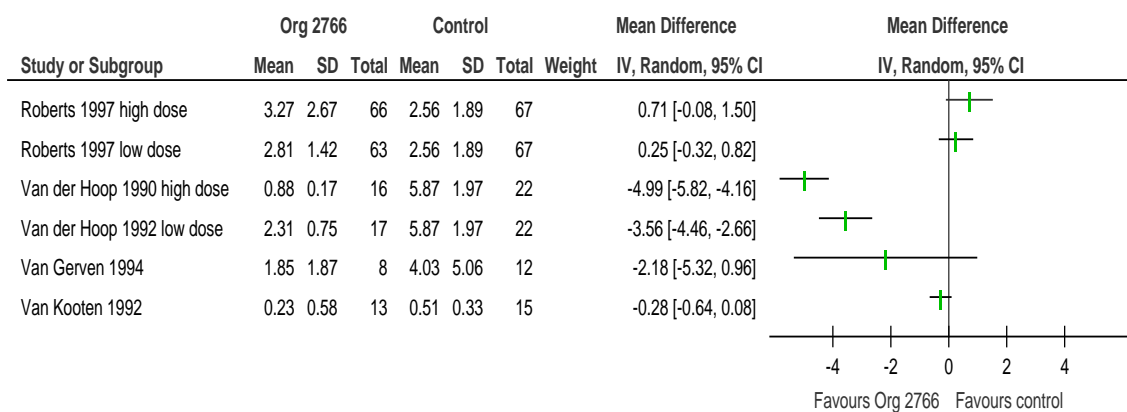 Org 2766 Control Mean Difference Mean Difference
Study or Subgroup Mean SD Total Mean SD Total Weight IV, Random, 95% CI IV, Random, 95% CI
Roberts 1997 high dose 3.27 2.67 66 2.56 1.89 67 0.71 [-0.08, 1.50]
Roberts 1997 low dose 2.81 1.42 63 2.56 1.89 67 0.25 [-0.32, 0.82]
Van der Hoop 1990 high dose 0.88 0.17 16 5.87 1.97 22 -4.99 [-5.82, -4.16]
Van der Hoop 1992 low dose 2.31 0.75 17 5.87 1.97 22 -3.56 [-4.46, -2.66]
Van Gerven 1994 1.85 1.87 8 4.03 5.06 12 -2.18 [-5.32, 0.96]
Van Kooten 1992 0.23 0.58 13 0.51 0.33 15 -0.28 [-0.64, 0.08]
-4 -2 0 2 4
Favours Org 2766 Favours control